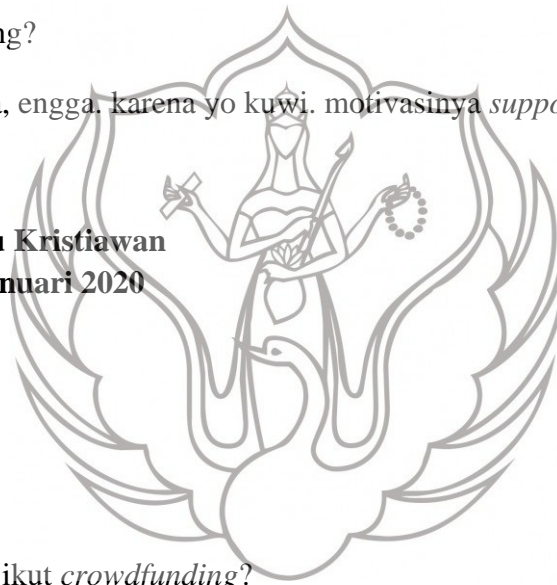 ng?
, engga. karena yo kuwi. motivasinya suppo
Kristiawan
nuari 2020
ikut crowdfunding?